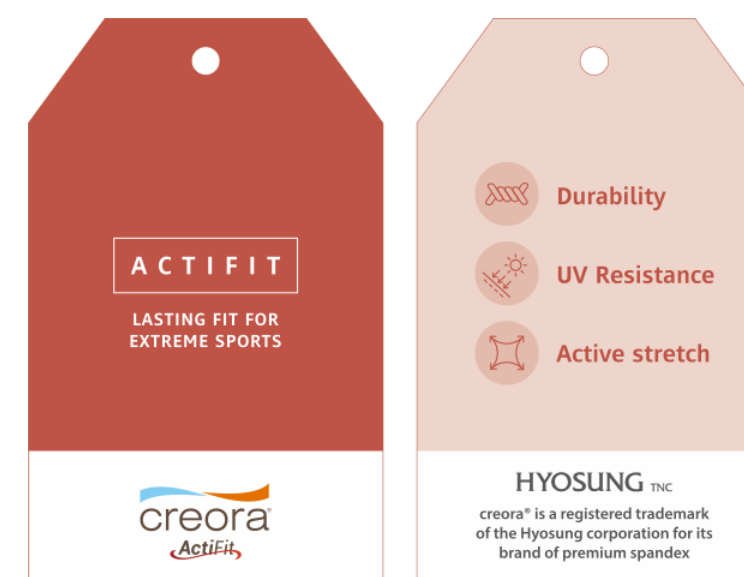 ACTIFIT
LASTING FIT FOR
EXTREME SPORTS
creora®
ActiFit
Durability
UV Resistance
Active stretch
HYOSUNG TNC
creora® is a registered trademark
of the Hyosung corporation for its
brand of premium spandex